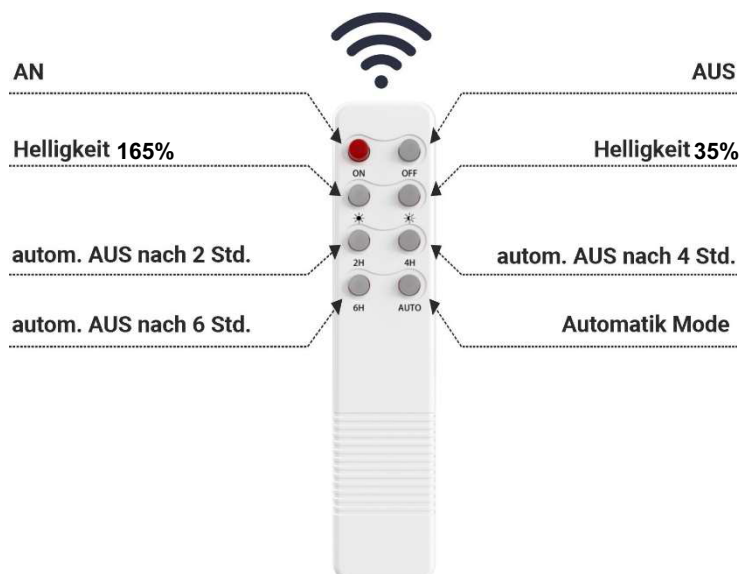 AN
AUS
Helligkeit 165%
Helligkeit 35%
ON OFF
autom. AUS nach 2 Std.
autom. AUS nach 4 Std.
2H 4H
autom. AUS nach 6 Std.
Automatik Mode
6H AUTO